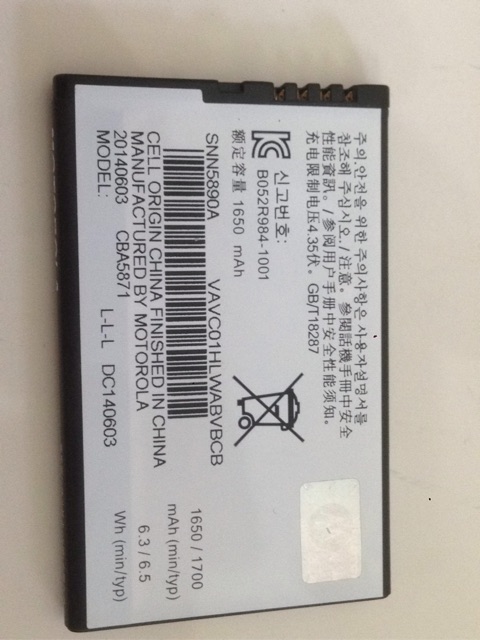 주의.안전을 위한 주의사항은 사용자설명서를
참조해 주십시오./ 注意。參閱話機手冊中安全
性能資訊。/ 参阅用户手册中安全性能须知。
充电限制电压4.35伏. GB/T18287
신고번호:
B052R984-1001
额定容量 1650 mAh
SNN5890A VAVC01HLWABVBCB
CELL ORIGIN CHINA FINISHED IN CHINA
MANUFACTURED BY MOTOROLA
20140603 CBA5871 L-L-L DC140603
MODEL:
1650 / 1700
mAh (min/typ)
6.3 / 6.5
Wh (min/typ)